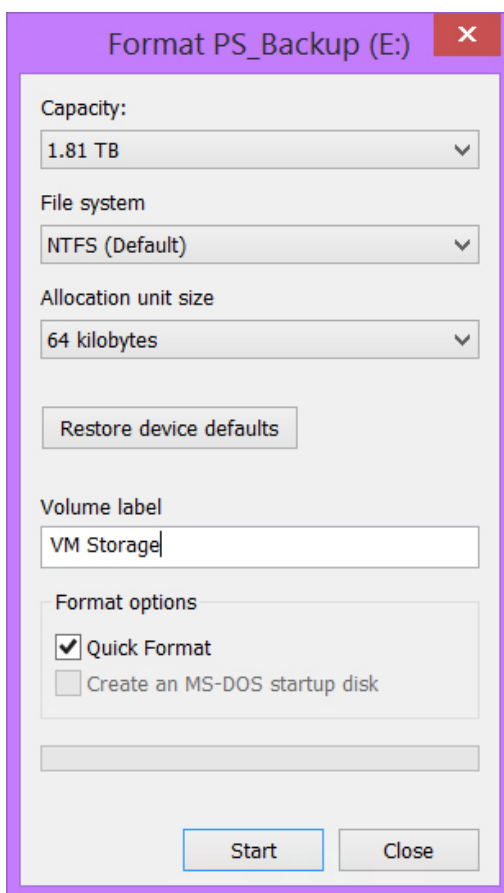 Format PS_Backup (E:)
Capacity:
1.81 TB
File system
NTFS (Default)
Allocation unit size
64 kilobytes
Restore device defaults
Volume label
VM Storage
Format options
Quick Format
Create an MS-DOS startup disk
Start Close